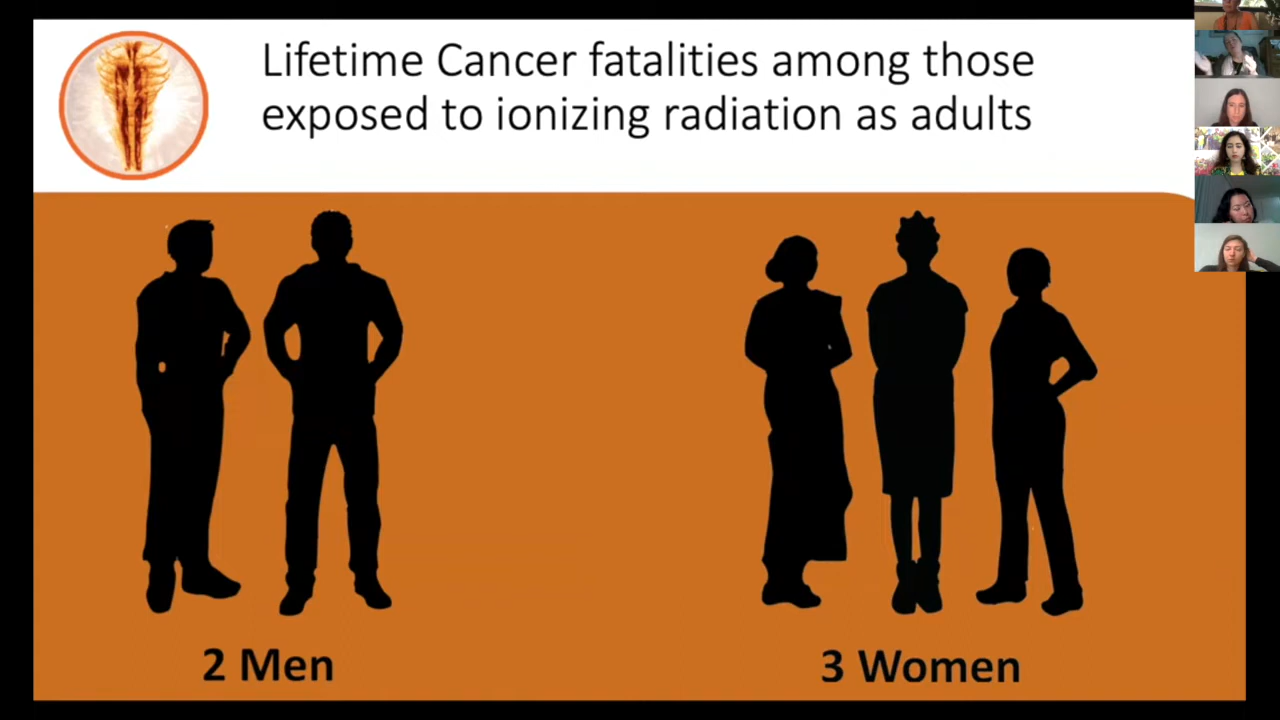 Lifetime Cancer fatalities among those
exposed to ionizing radiation as adults
2 Men
3 Women